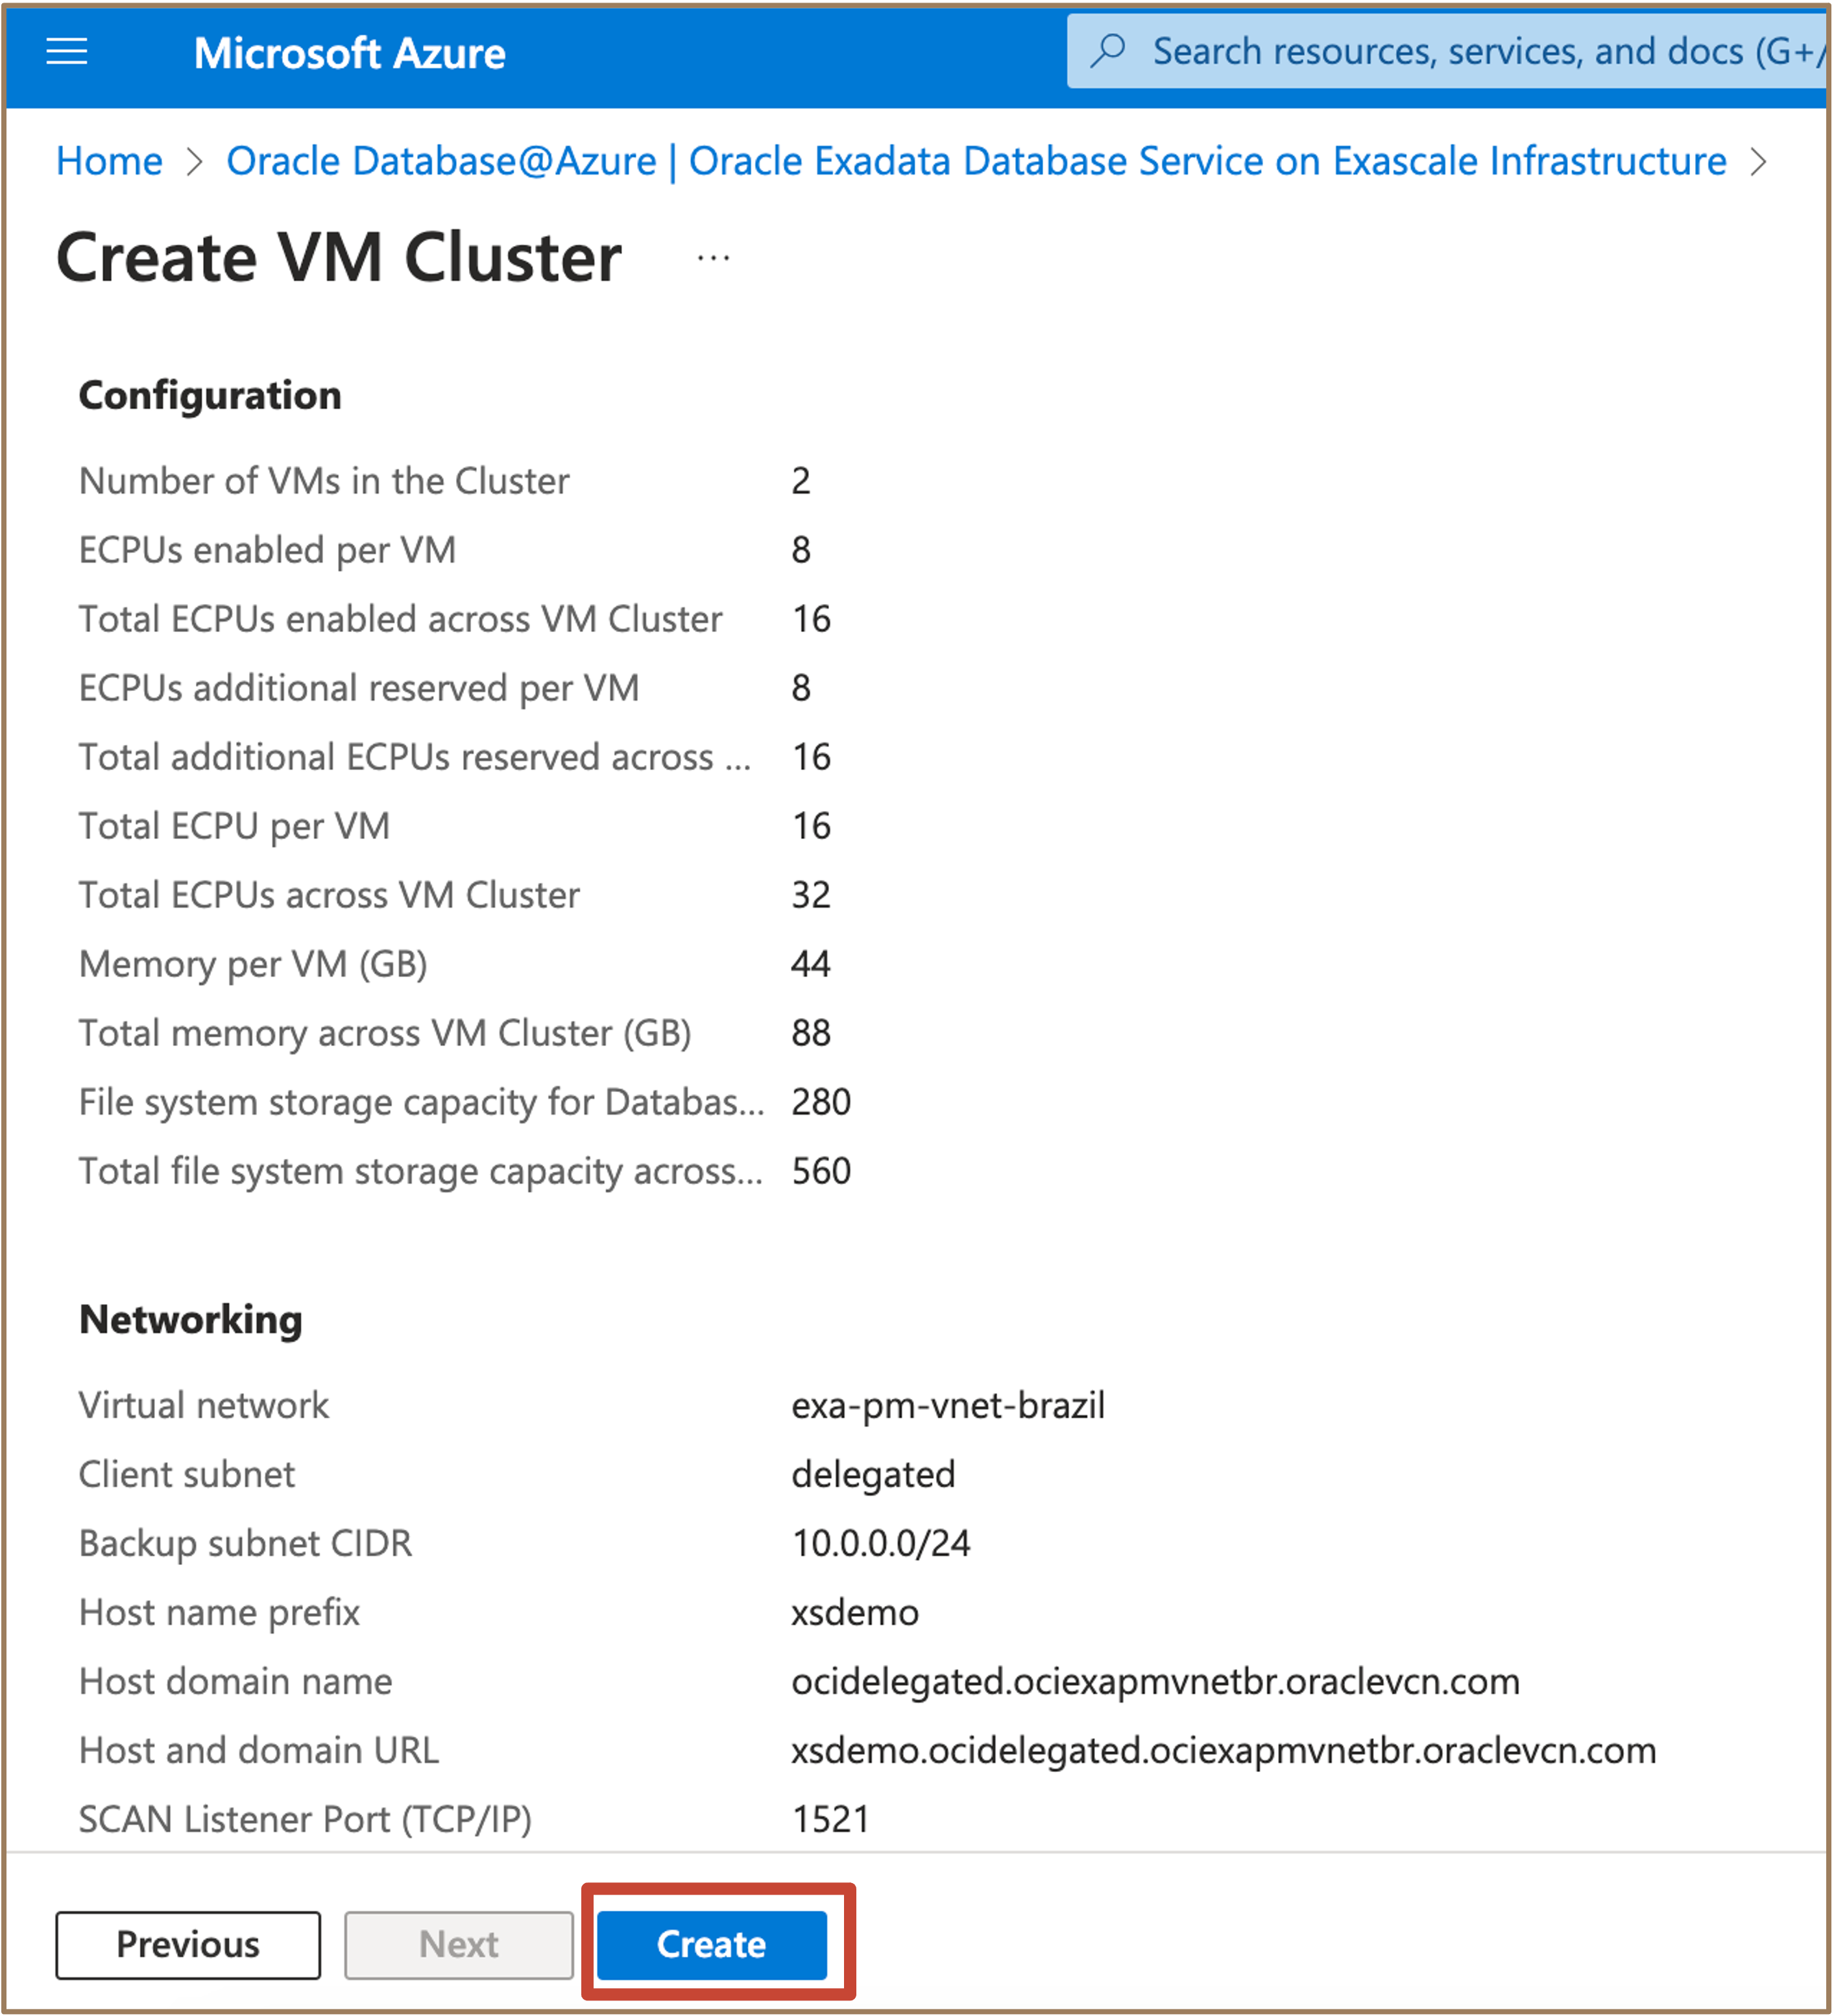 Microsoft Azure
Search resources, services, and docs (G+/
Home > Oracle Database@Azure | Oracle Exadata Database Service on Exascale Infrastructure >
Create VM Cluster ...
Configuration
Number of VMs in the Cluster 2
ECPUs enabled per VM 8
Total ECPUs enabled across VM Cluster 16
ECPUs additional reserved per VM 8
Total additional ECPUs reserved across ... 16
Total ECPU per VM 16
Total ECPUs across VM Cluster 32
Memory per VM (GB) 44
Total memory across VM Cluster (GB) 88
File system storage capacity for Databas... 280
Total file system storage capacity across... 560
Networking
Virtual network exa-pm-vnet-brazil
Client subnet delegated
Backup subnet CIDR 10.0.0.0/24
Host name prefix xsdemo
Host domain name ocidelegated.ociexapmvnetbr.oraclevcn.com
Host and domain URL xsdemo.ocidelegated.ociexapmvnetbr.oraclevcn.com
SCAN Listener Port (TCP/IP) 1521
Previous Next Create